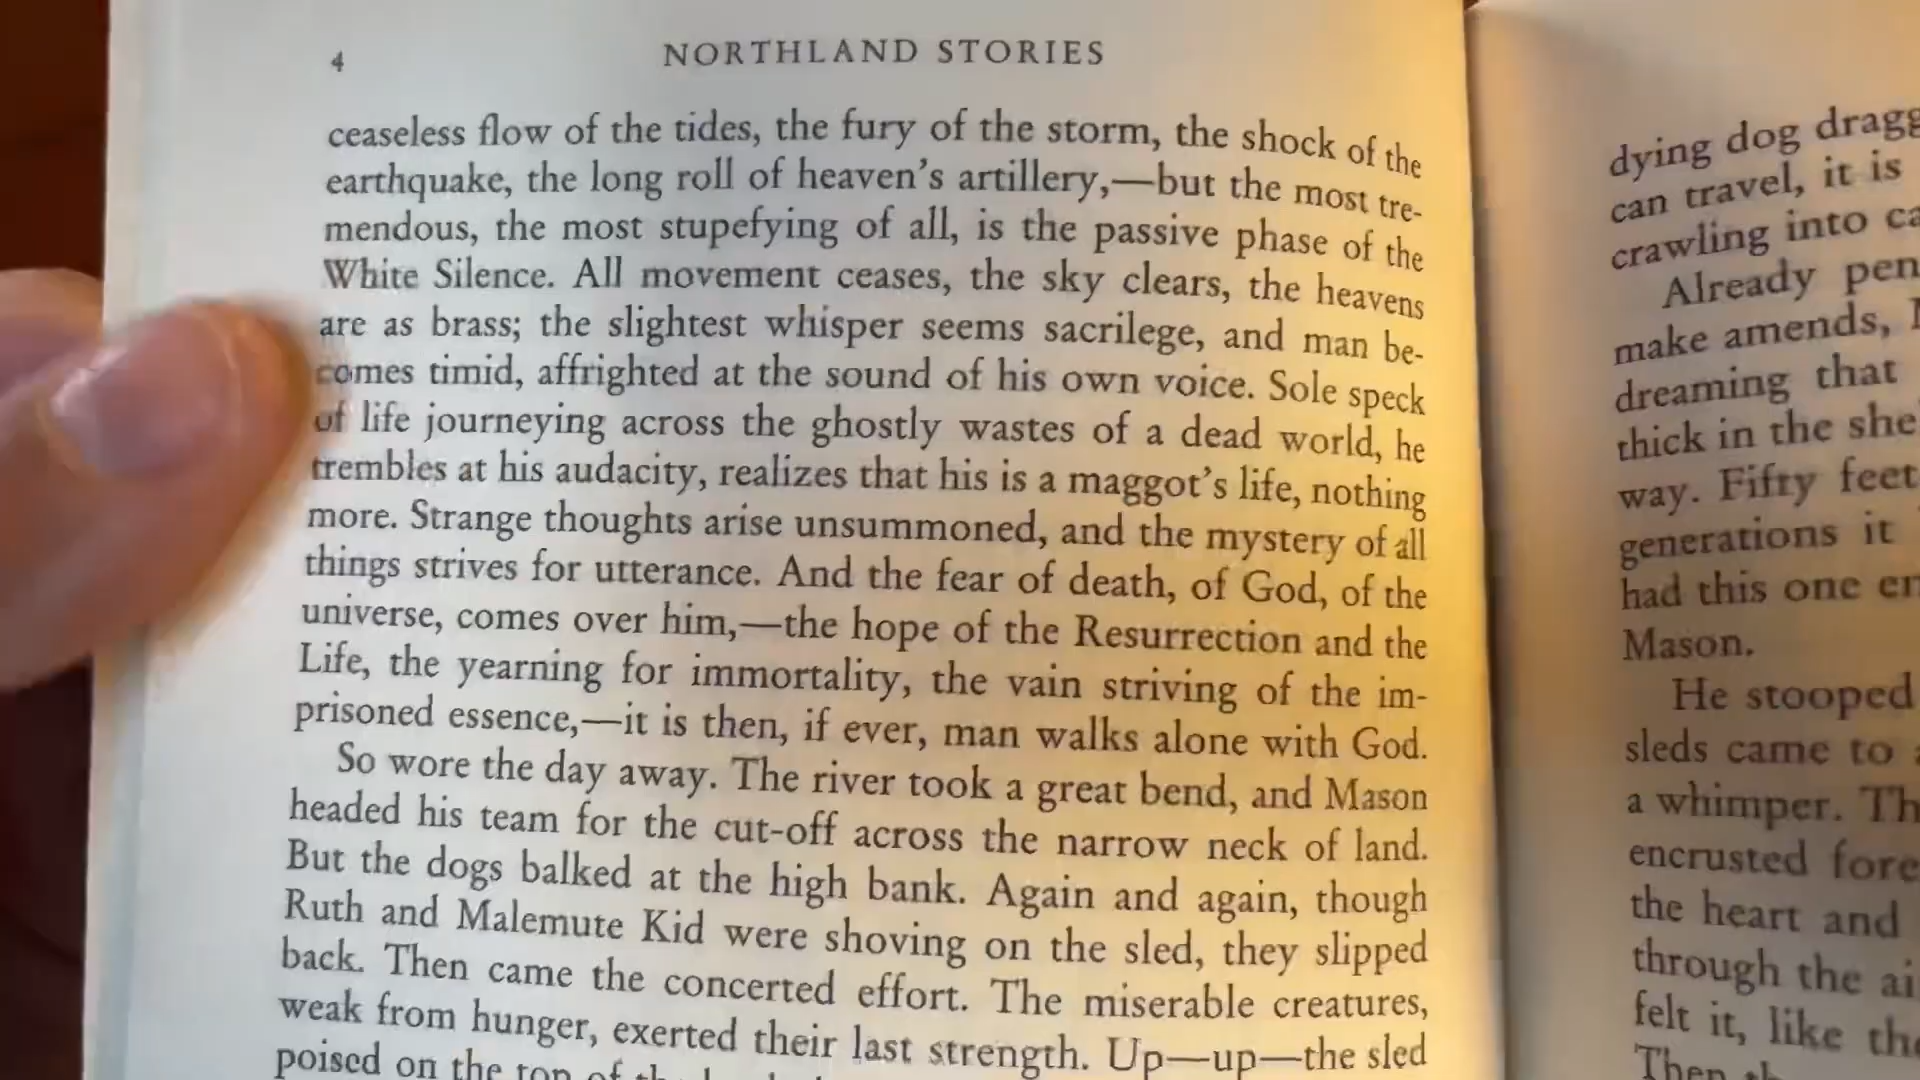 4
NORTHLAND STORIES
ceaseless flow of the tides, the fury of the storm, the shock of the
earthquake, the long roll of heaven's artillery,—but the most tre-
mendous, the most stupefying of all, is the passive phase of the
White Silence. All movement ceases, the sky clears, the heavens
are as brass; the slightest whisper seems sacrilege, and man be-
comes timid, affrighted at the sound of his own voice. Sole speck
of life journeying across the ghostly wastes of a dead world, he
trembles at his audacity, realizes that his is a maggot's life, nothing
more. Strange thoughts arise unsummoned, and the mystery of all
things strives for utterance. And the fear of death, of God, of the
universe, comes over him,—the hope of the Resurrection and the
Life, the yearning for immortality, the vain striving of the im-
prisoned essence,—it is then, if ever, man walks alone with God.
So wore the day away. The river took a great bend, and Mason
headed his team for the cut-off across the narrow neck of land.
But the dogs balked at the high bank. Again and again, though
Ruth and Malemute Kid were shoving on the sled, they slipped
back. Then came the concerted effort. The miserable creatures,
weak from hunger, exerted their last strength. Up—up—the sled
poised on the top of
dying dog
can travel, it is
crawling into
Already
make amends,
dreaming that
thick in the
way. Fifty feet
generations it
had this one
Mason.
He stooped
sleds came to
a whimper.
encrusted
the heart and
through the
felt it, like
Then